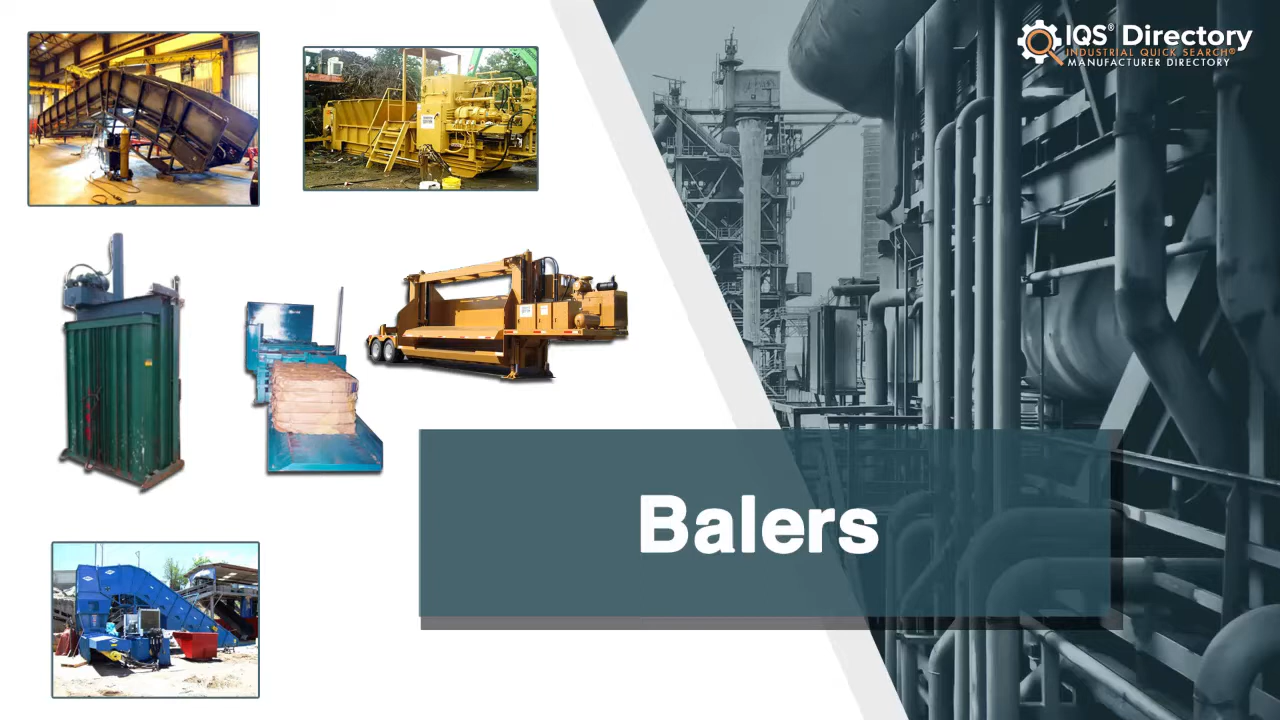 IQS® Directory
INDUSTRIAL QUICK SEARCH®
MANUFACTURER DIRECTORY
Balers